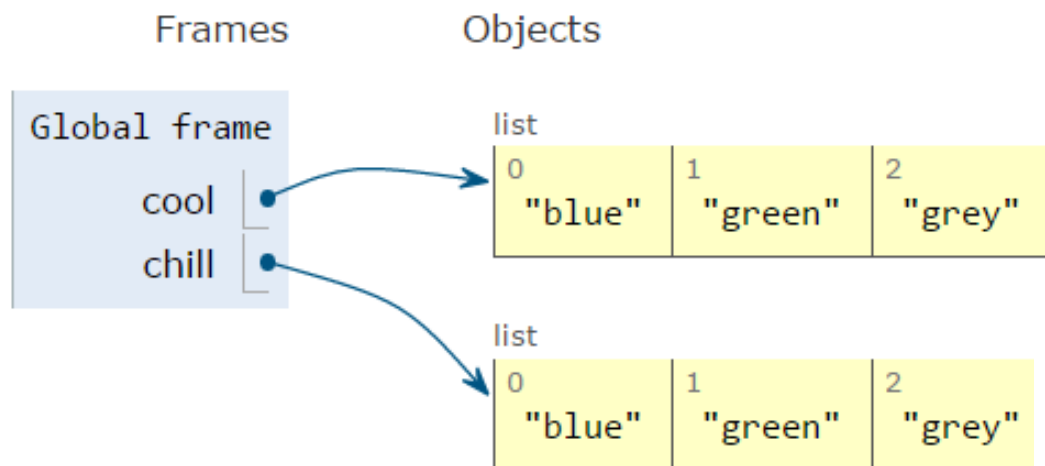 Frames Objects
Global frame
cool
chill
list
0 1 2
"blue" "green" "grey"
list
0 1 2
"blue" "green" "grey"